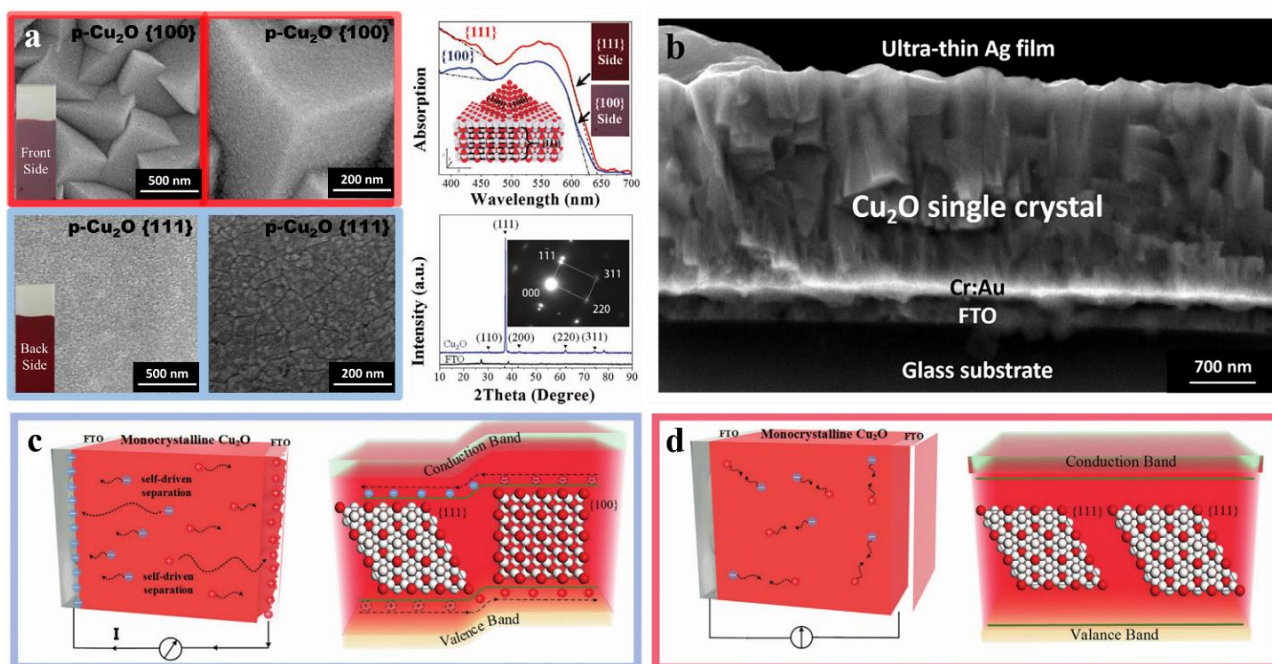 a
p-Cu₂O {100}
p-Cu₂O {100}
Front
Side
500 nm
200 nm
p-Cu₂O {111}
p-Cu₂O {111}
Back
Side
500 nm
200 nm
Absorption
{111}
{100}
{111}
Side
{100}
Side
400 450 500 550 600 650 700
Wavelength (nm)
Intensity (a.u.)
(111)
1̄11
000
311
220
(110) (200) (220) (311)
Cu₂O
FTO
10 20 30 40 50 60 70 80 90
2Theta (Degree)
b
Ultra-thin Ag film
Cu₂O single crystal
Cr:Au
FTO
Glass substrate
700 nm
c
FTO Monocrystalline Cu₂O FTO
self-driven
separation
self-driven
separation
I
Conduction Band
{111}
{100}
Valence Band
d
FTO Monocrystalline Cu₂O FTO
Conduction Band
{111}
{111}
Valance Band